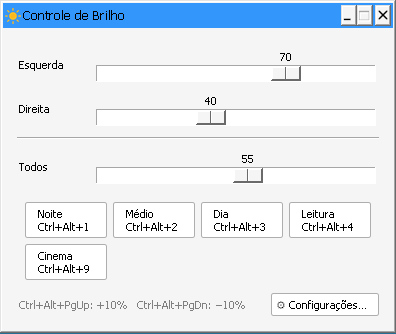 Controle de Brilho
Esquerda
70
Direita
40
Todos
55
Noite
Ctrl+Alt+1
Médio
Ctrl+Alt+2
Dia
Ctrl+Alt+3
Leitura
Ctrl+Alt+4
Cinema
Ctrl+Alt+9
Ctrl+Alt+PgUp: +10% Ctrl+Alt+PgDn: −10%
Configurações...